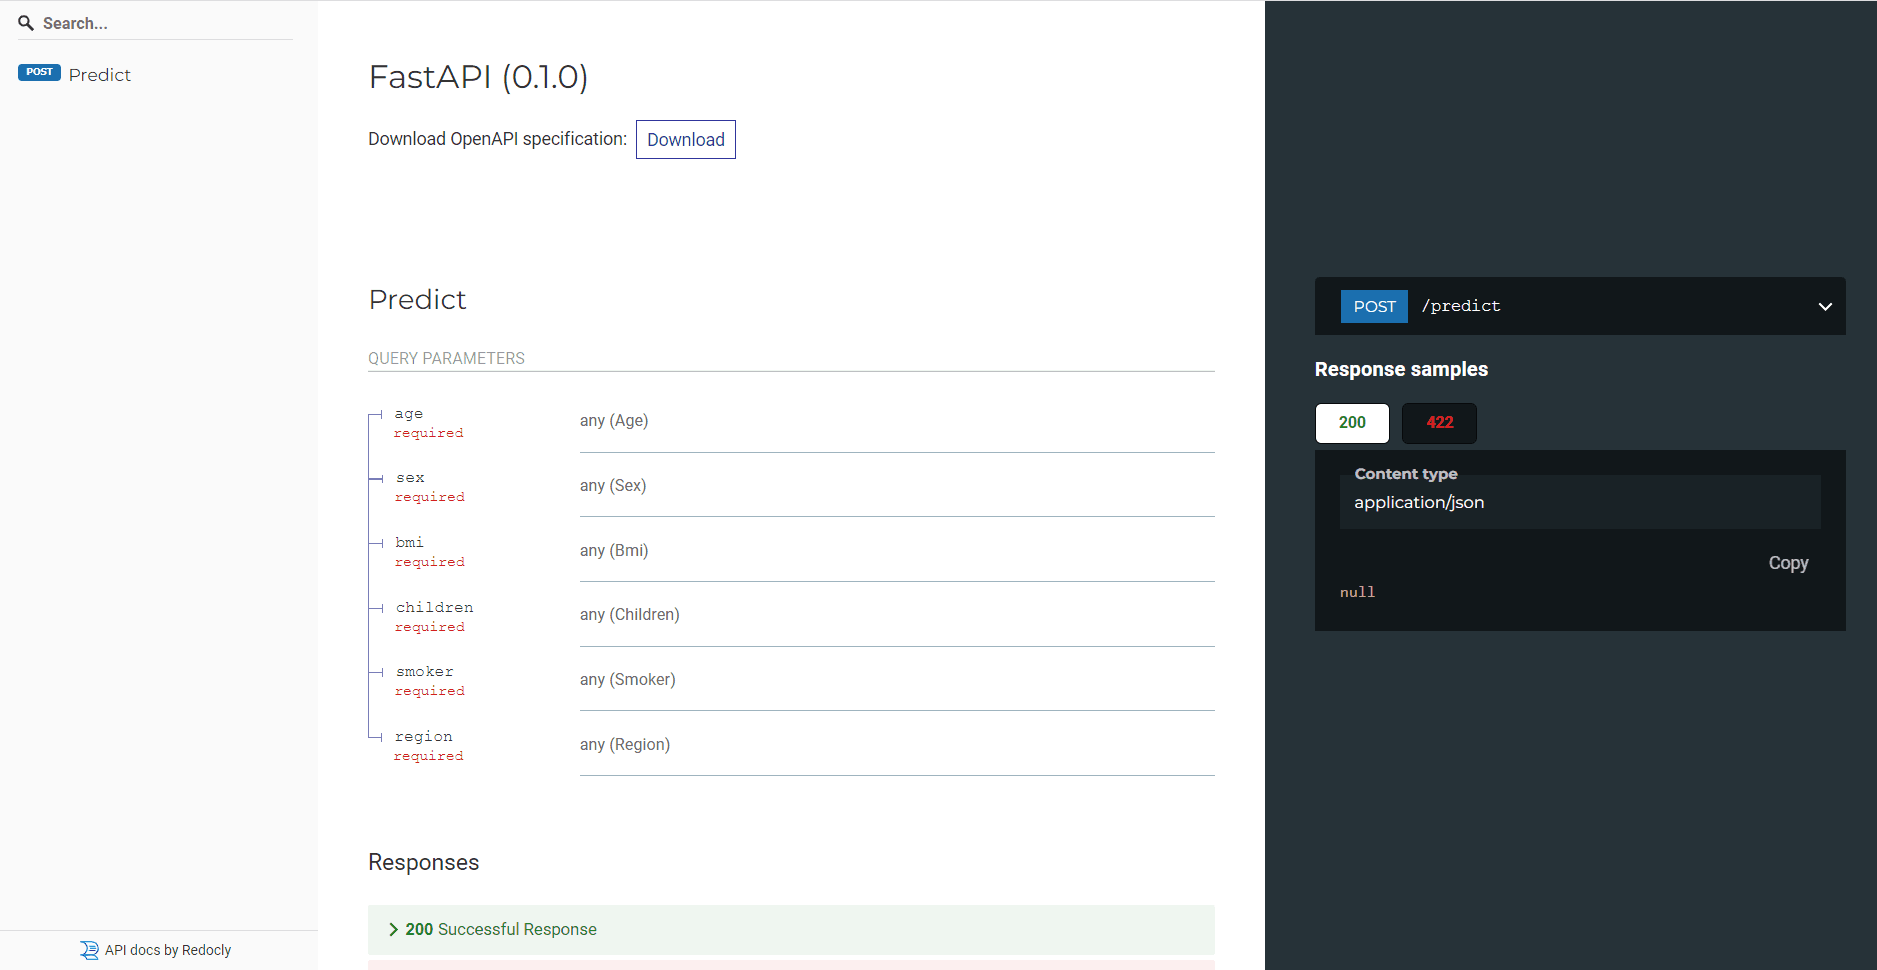 Search...
POST Predict
API docs by Redocly
FastAPI (0.1.0)
Download OpenAPI specification: Download
Predict
QUERY PARAMETERS
age
required
any (Age)
sex
required
any (Sex)
bmi
required
any (Bmi)
children
required
any (Children)
smoker
required
any (Smoker)
region
required
any (Region)
Responses
200 Successful Response
POST /predict
Response samples
200 422
Content type
application/json
Copy
null